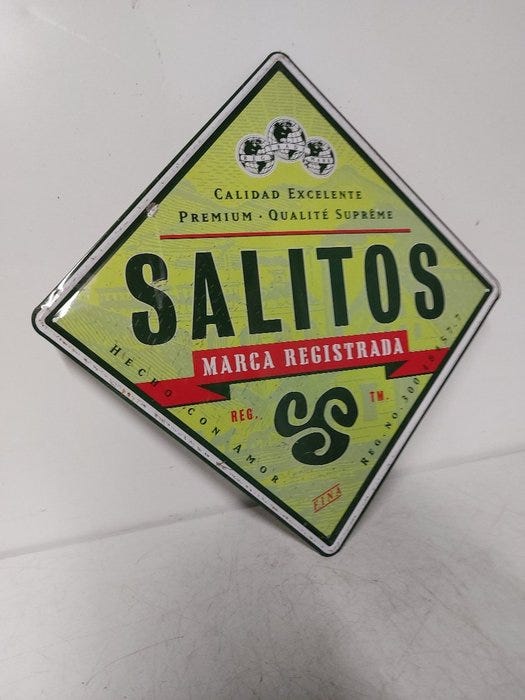 CALIDAD EXCELENTE
PREMIUM · QUALITÉ SUPRÊME
SALITOS
MARCA REGISTRADA
HECHO CON AMOR
REG.
TM.
FINA